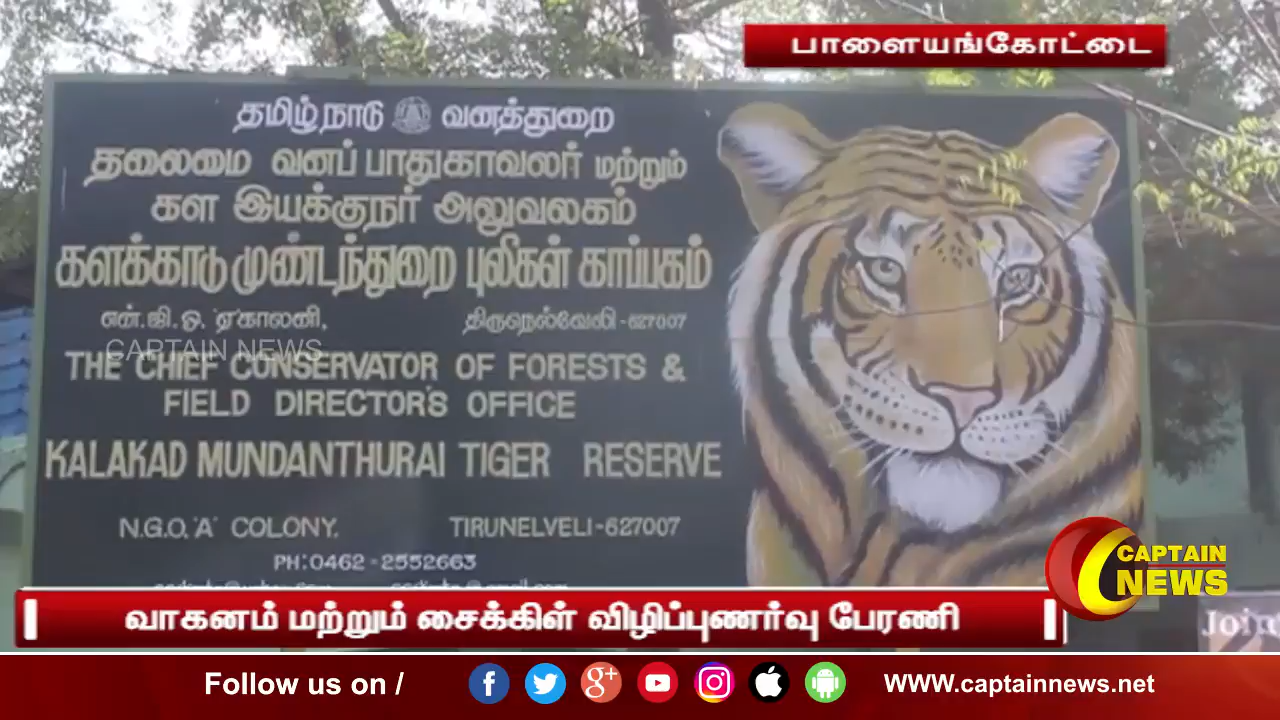 பாளையங்கோட்டை
தமிழ்நாடு வனத்துறை
தலைமை வனப் பாதுகாவலர் மற்றும்
கள இயக்குநர் அலுவலகம்
களக்காடு முண்டந்துறை புலிகள் காப்பகம்
என்.ஜி.ஓ. 'ஏ' காலனி, திருநெல்வேலி - 627007
CAPTAIN NEWS
THE CHIEF CONSERVATOR OF FORESTS &
FIELD DIRECTOR'S OFFICE
KALAKAD MUNDANTHURAI TIGER RESERVE
N.G.O. 'A' COLONY, TIRUNELVELI-627007
PH:0462-2552663
CAPTAIN
NEWS
வாகனம் மற்றும் சைக்கிள் விழிப்புணர்வு பேரணி
Follow us on / WWW.captainnews.net